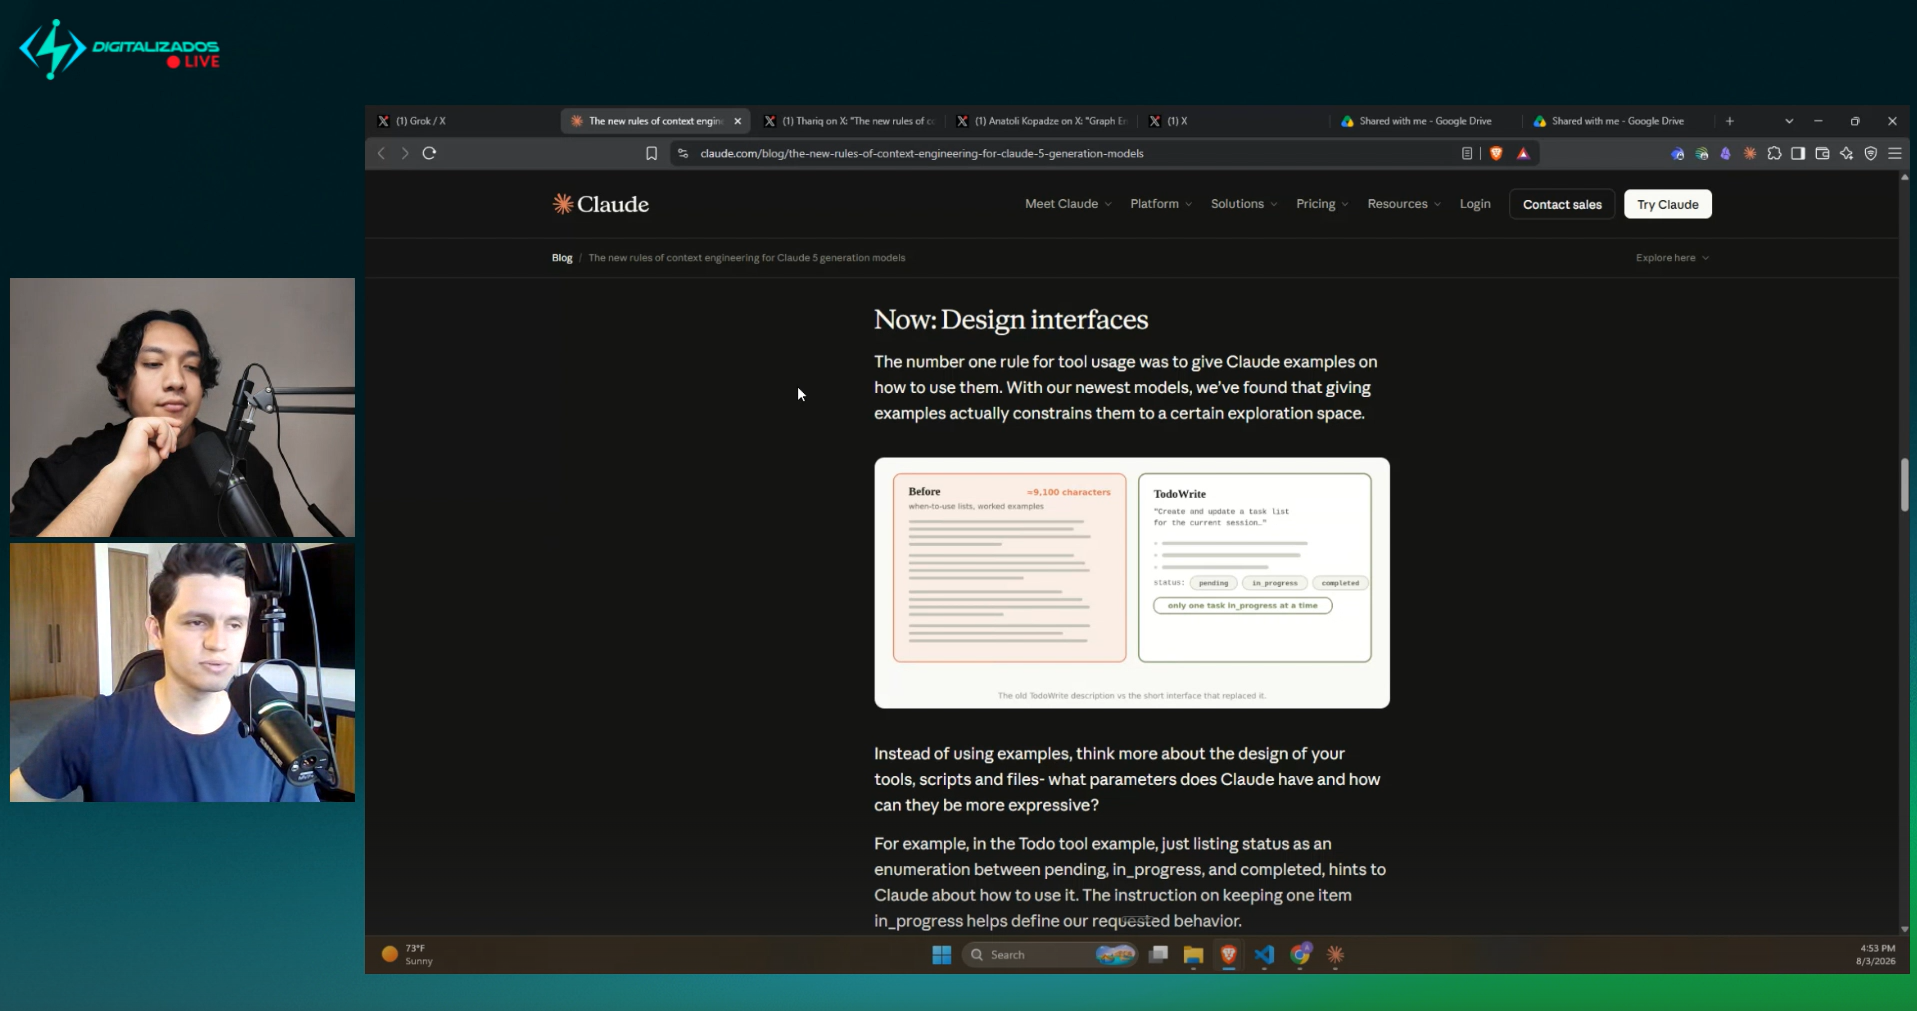 DIGITALIZADOS
LIVE
(1) Grok / X
The new rules of context engin
(1) Thariq on X: "The new rules of co
(1) Anatoli Kopadze on X: "Graph En
(1) X
Shared with me - Google Drive
Shared with me - Google Drive
claude.com/blog/the-new-rules-of-context-engineering-for-claude-5-generation-models
Claude
Meet Claude
Platform
Solutions
Pricing
Resources
Login
Contact sales
Try Claude
Blog / The new rules of context engineering for Claude 5 generation models
Explore here
Now: Design interfaces
The number one rule for tool usage was to give Claude examples on
how to use them. With our newest models, we've found that giving
examples actually constrains them to a certain exploration space.
Before
≈9,100 characters
when-to-use lists, worked examples
TodoWrite
"Create and update a task list
for the current session…"
status: pending in_progress completed
only one task in_progress at a time
The old TodoWrite description vs the short interface that replaced it.
Instead of using examples, think more about the design of your
tools, scripts and files- what parameters does Claude have and how
can they be more expressive?
For example, in the Todo tool example, just listing status as an
enumeration between pending, in_progress, and completed, hints to
Claude about how to use it. The instruction on keeping one item
in_progress helps define our requested behavior.
73°F
Sunny
Search
4:53 PM
8/3/2026